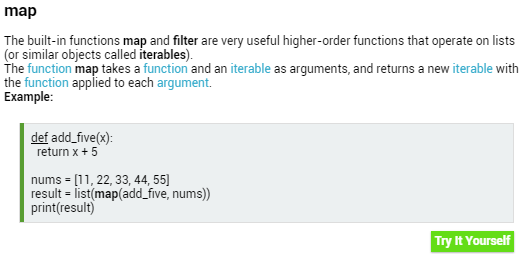 map
The built-in functions map and filter are very useful higher-order functions that operate on lists
(or similar objects called iterables).
The function map takes a function and an iterable as arguments, and returns a new iterable with
the function applied to each argument.
Example:
def add_five(x):
  return x + 5
nums = [11, 22, 33, 44, 55]
result = list(map(add_five, nums))
print(result)
Try It Yourself